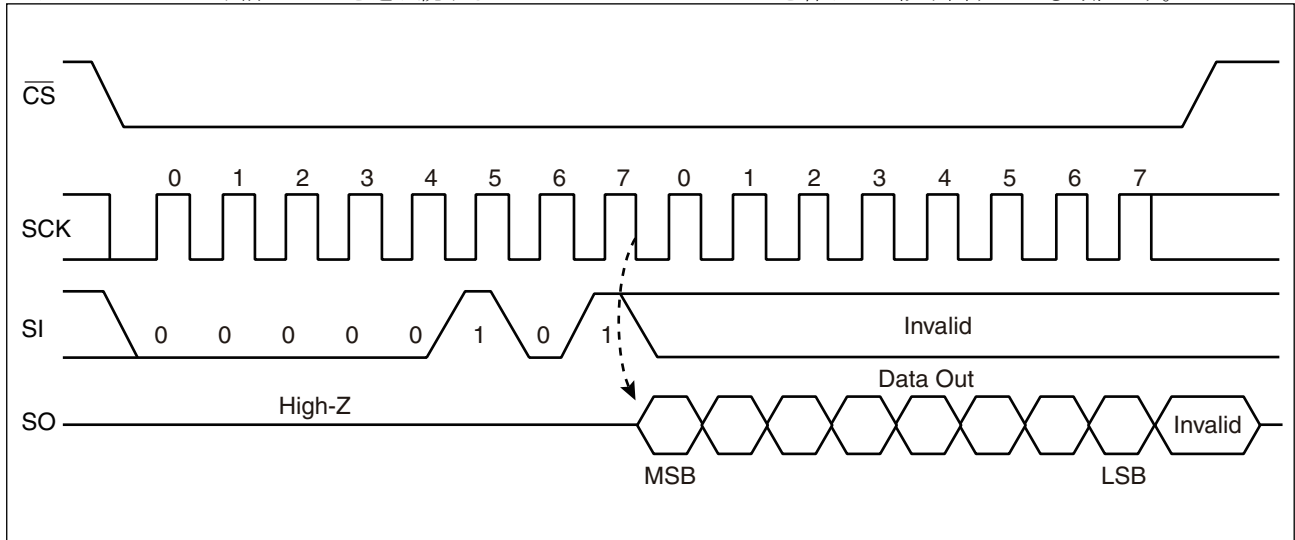 CS
0 1 2 3 4 5 6 7 0 1 2 3 4 5 6 7
SCK
SI 0 0 0 0 0 1 0 1 Invalid
Data Out
High-Z
SO Invalid
MSB LSB